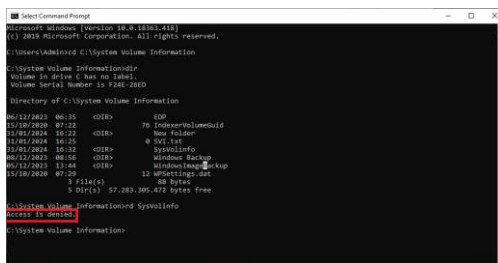 Select Command Prompt
Microsoft Windows [Version 10.0.18363.418]
(c) 2019 Microsoft Corporation. All rights reserved.
C:\Users\Admin>cd C:\System Volume Information
C:\System Volume Information>dir
Volume in drive C has no label.
Volume Serial Number is F24E-26ED
Directory of C:\System Volume Information
06/12/2023 06:35 <DIR> EDP
15/10/2020 07:22 76 IndexerVolumeGuid
31/01/2024 16:22 <DIR> New folder
31/01/2024 16:25 0 SVI.txt
31/01/2024 16:32 <DIR> SysVolinfo
08/12/2023 08:56 <DIR> Windows Backup
05/12/2023 13:44 <DIR> WindowsImageBackup
15/10/2020 07:29 12 WPSettings.dat
3 File(s) 88 bytes
5 Dir(s) 57.283.305.472 bytes free
C:\System Volume Information>rd SysVolinfo
Access is denied.
C:\System Volume Information>